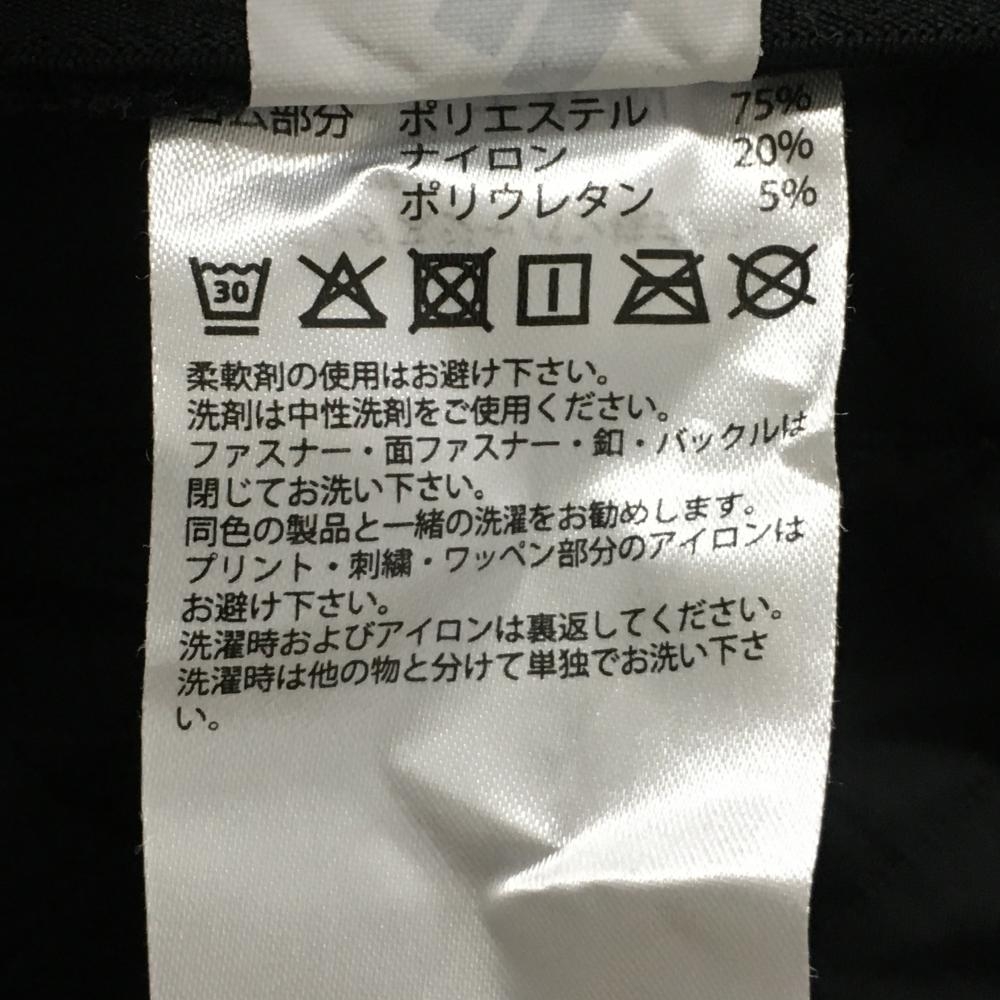 ゴム部分 ポリエステル 75%
ナイロン 20%
ポリウレタン 5%
30
柔軟剤の使用はお避け下さい。
洗剤は中性洗剤をご使用ください。
ファスナー・面ファスナー・釦・バックルは
閉じてお洗い下さい。
同色の製品と一緒の洗濯をお勧めします。
プリント・刺繍・ワッペン部分のアイロンは
お避け下さい。
洗濯時およびアイロンは裏返してください。
洗濯時は他の物と分けて単独でお洗い下さ
い。